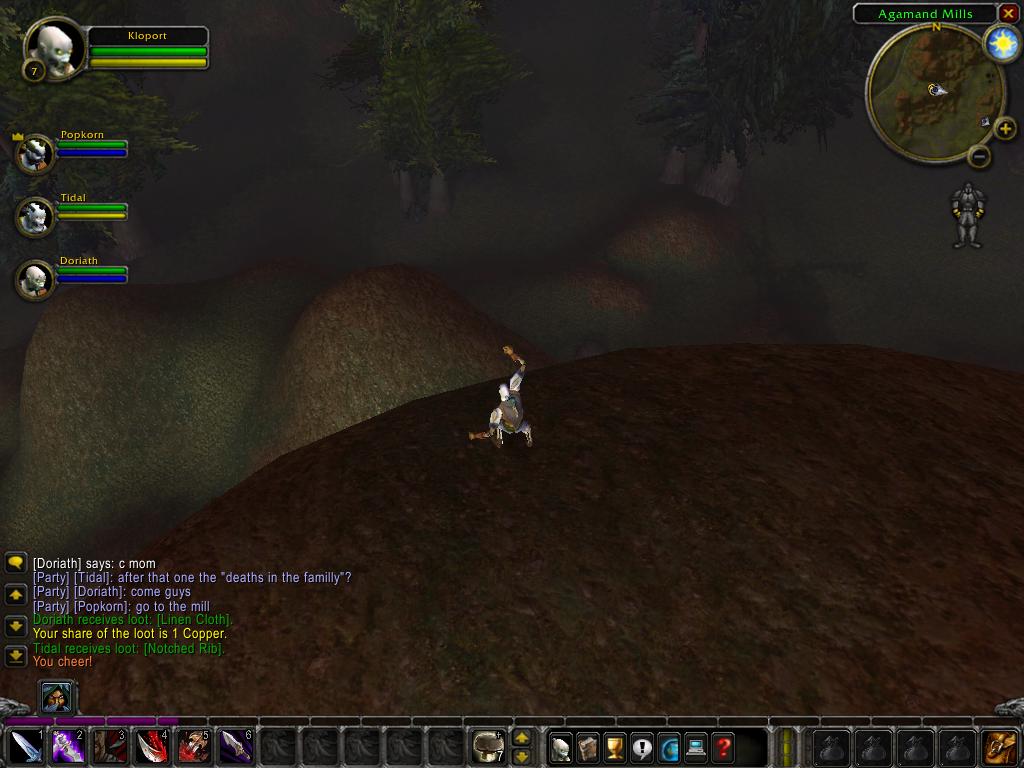 Kloport
7
Agamand Mills
N
Popkorn
Tidal
Doriath
[Doriath] says: c mom
[Party] [Tidal]: after that one the "deaths in the familly"?
[Party] [Doriath]: come guys
[Party] [Popkorn]: go to the mill
Doriath receives loot: [Linen Cloth].
Your share of the loot is 1 Copper.
Tidal receives loot: [Notched Rib].
You cheer!
1 2 3 4 5 6
7